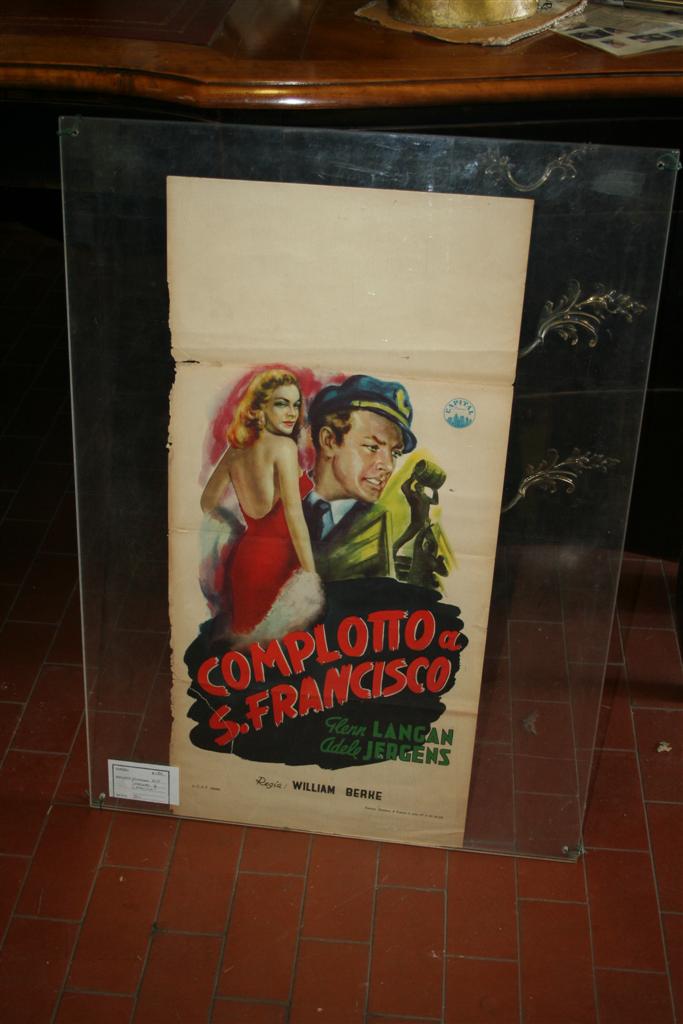 CAPITAL
COMPLOTTO a
S. FRANCISCO
Glenn LANGAN
Adele JERGENS
Regia: WILLIAM BERKE